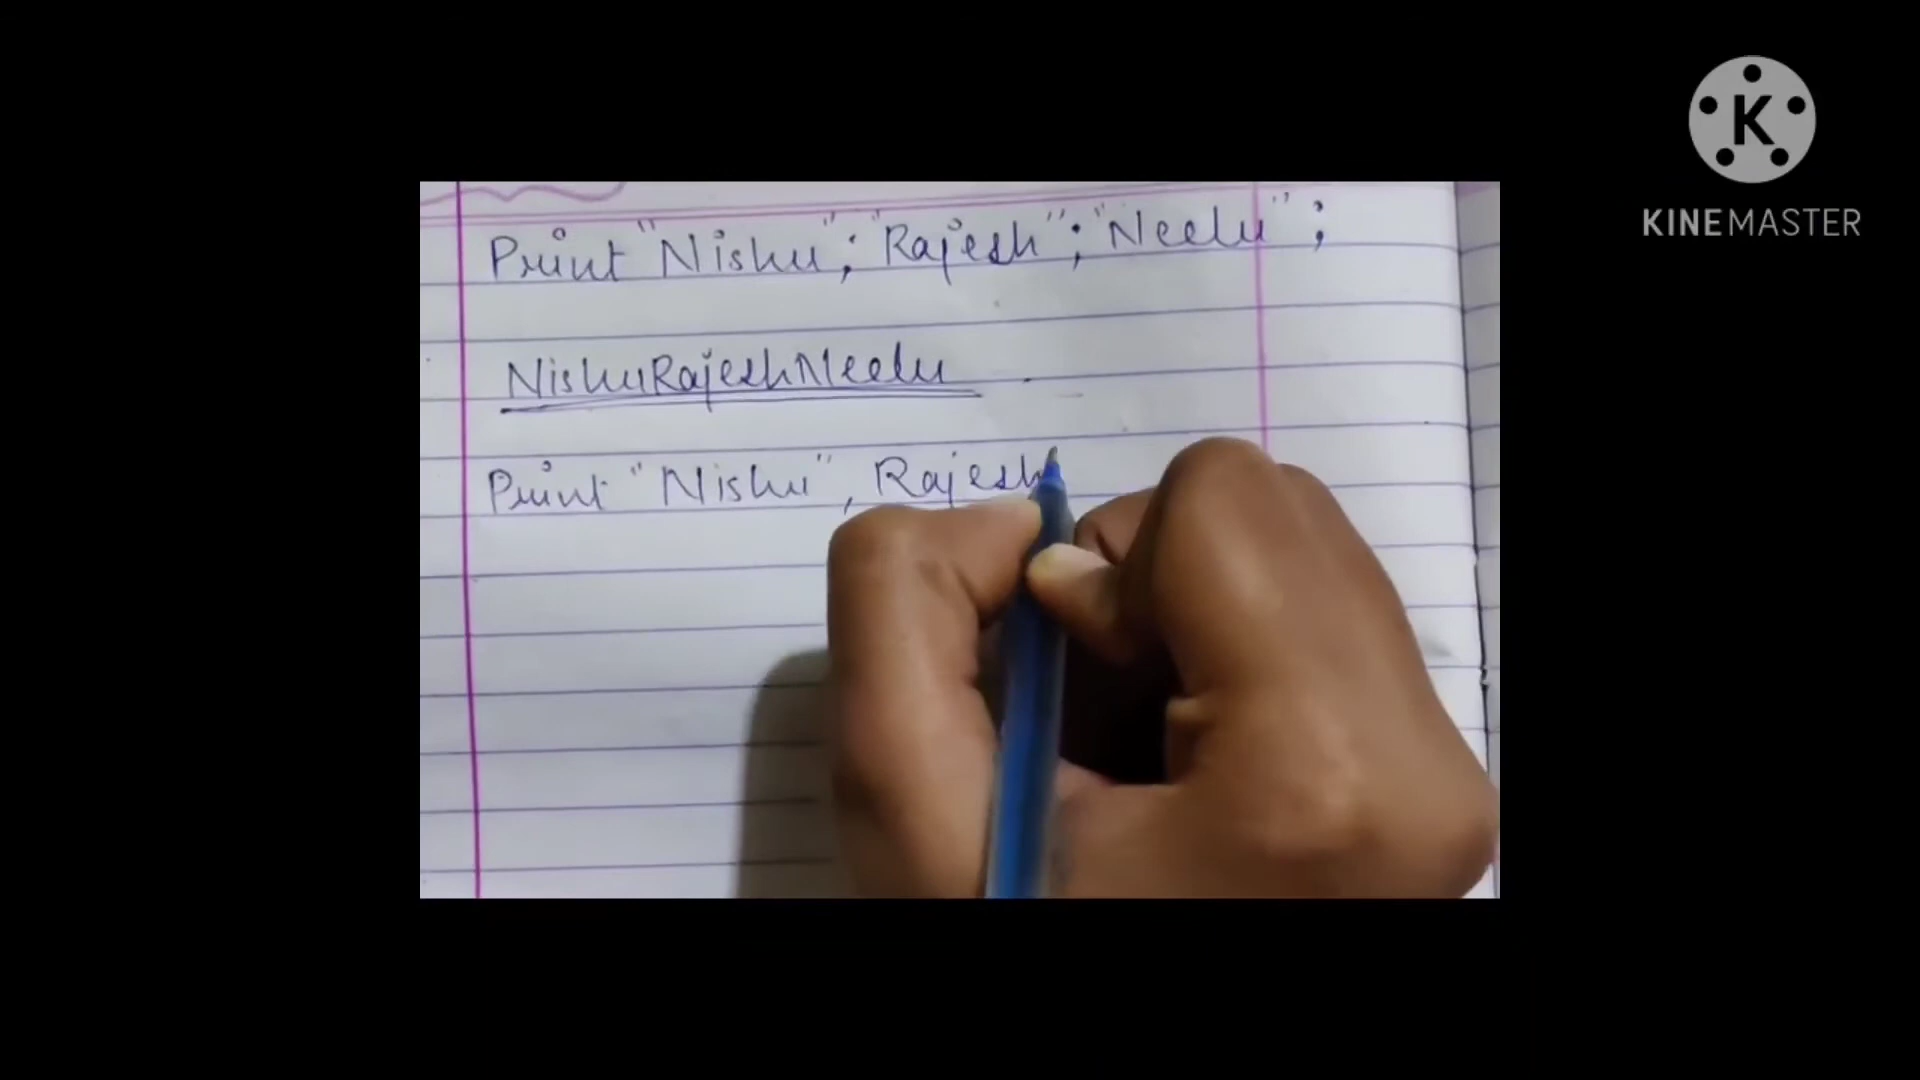 Print "Nishu"; "Rajesh"; "Neelu";
NishuRajeshNeelu
Print "Nishu", Rajesh
K
KINEMASTER